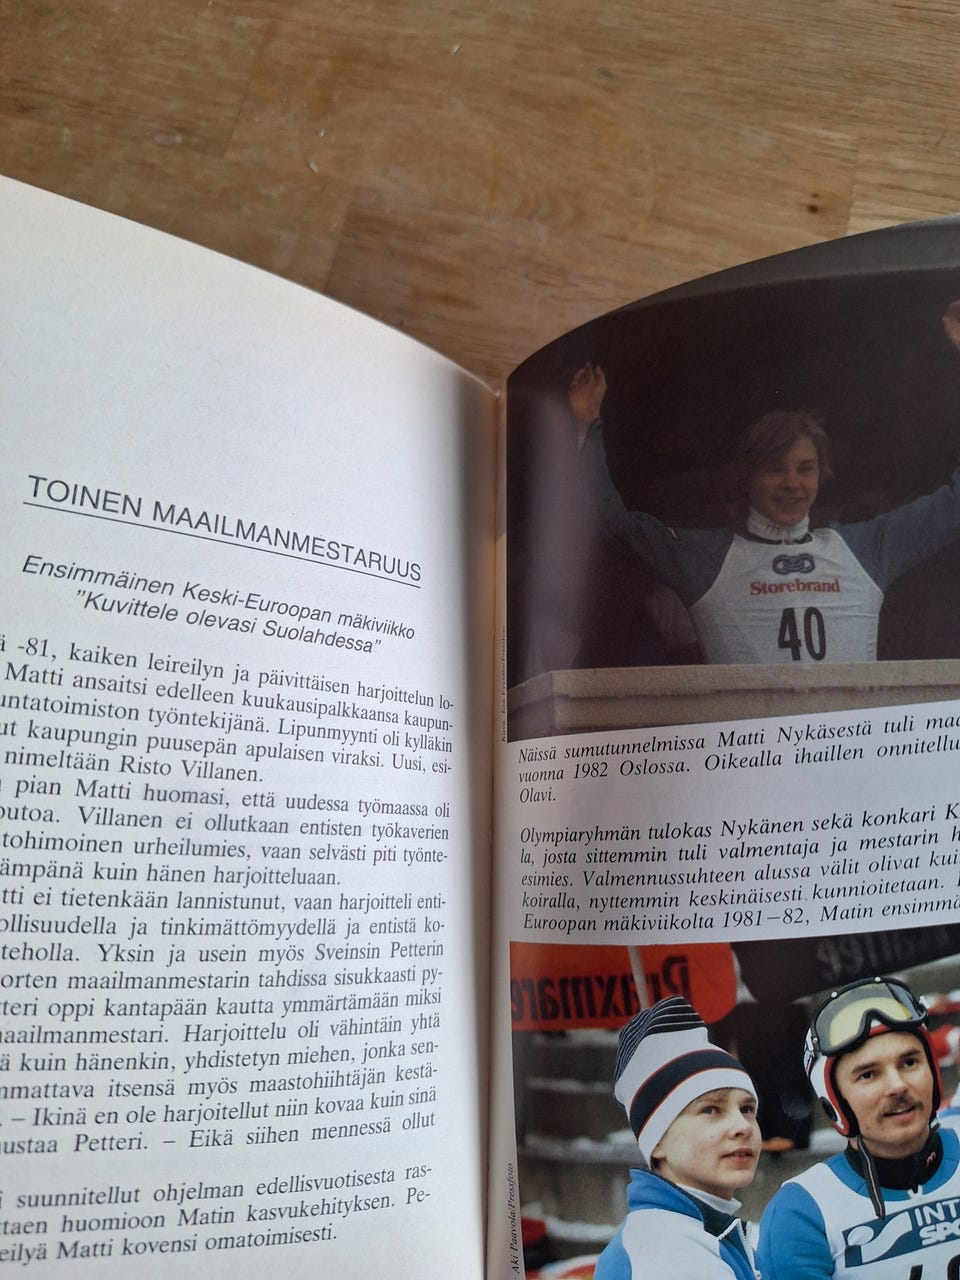 TOINEN MAAILMANMESTARUUS
Ensimmäinen Keski-Euroopan mäkiviikko
"Kuvittele olevasi Suolahdessa"
-81, kaiken leireilyn ja päivittäisen harjoittelun lo-
Matti ansaitsi edelleen kuukausipalkkaansa kaupun-
untatoimiston työntekijänä. Lipunmyynti oli kylläkin
ut kaupungin puusepän apulaisen viraksi. Uusi, esi-
nimeltään Risto Villanen.
pian Matti huomasi, että uudessa työmaassa oli
outoa. Villanen ei ollutkaan entisten työkaverien
tohimoinen urheilumies, vaan selvästi piti työnte-
ämpänä kuin hänen harjoitteluaan.
tti ei tietenkään lannistunut, vaan harjoitteli enti-
ollisuudella ja tinkimättömyydellä ja entistä ko-
teholla. Yksin ja usein myös Sveinsin Petterin
orten maailmanmestarin tahdissa sisukkaasti py-
tteri oppi kantapään kautta ymmärtämään miksi
maailmanmestari. Harjoittelu oli vähintäin yhtä
ä kuin hänenkin, yhdistetyn miehen, jonka sen-
mmattava itsensä myös maastohiihtäjän kestä-
. – Ikinä en ole harjoitellut niin kovaa kuin sinä
ustaa Petteri. – Eikä siihen mennessä ollut
i suunnitellut ohjelman edellisvuotisesta ras-
ttaen huomioon Matin kasvukehityksen. Pe-
eilyä Matti kovensi omatoimisesti.
Storebrand
40
Näissä sumutunnelmissa Matti Nykäsestä tuli maa
vuonna 1982 Oslossa. Oikealla ihaillen onnitellu
Olavi.
Olympiaryhmän tulokas Nykänen sekä konkari K
la, josta sittemmin tuli valmentaja ja mestarin h
esimies. Valmennussuhteen alussa välit olivat kui
koiralla, nyttemmin keskinäisesti kunnioitetaan.
Euroopan mäkiviikolta 1981–82, Matin ensimmä
Aki Paavola/Pressfoto
INT
SPO